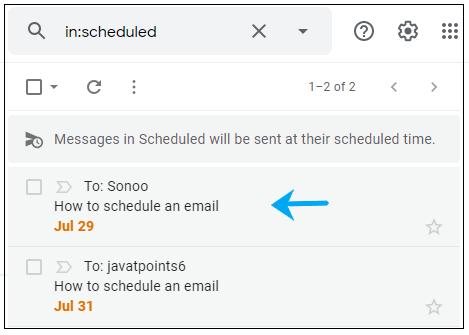 in:scheduled
1–2 of 2
Messages in Scheduled will be sent at their scheduled time.
To: Sonoo
How to schedule an email
Jul 29
To: javatpoints6
How to schedule an email
Jul 31